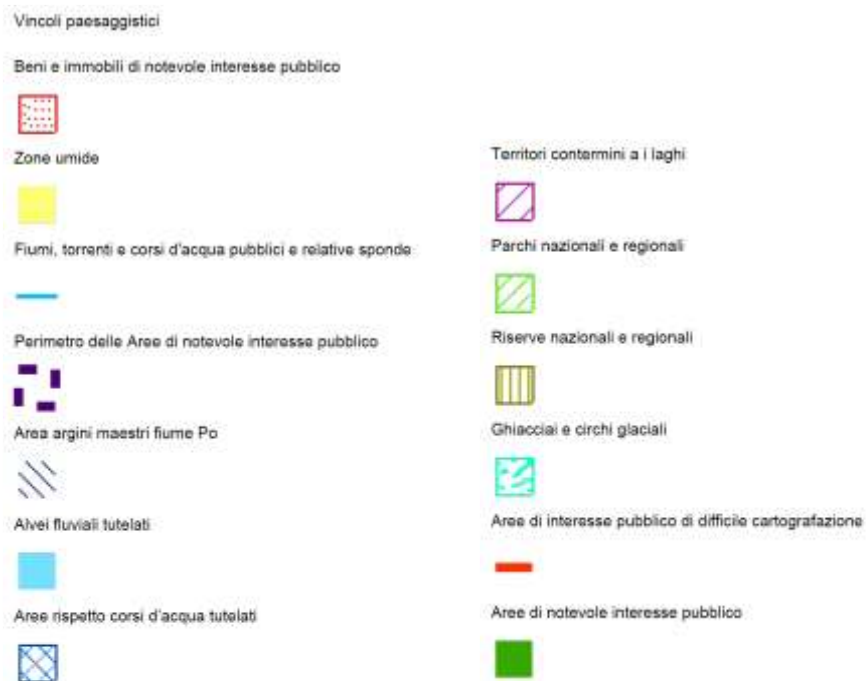 Vincoli paesaggistici
Beni e immobili di notevole interesse pubblico
Zone umide
Fiumi, torrenti e corsi d'acqua pubblici e relative sponde
Perimetro delle Aree di notevole interesse pubblico
Area argini maestri fiume Po
Alvei fluviali tutelati
Aree rispetto corsi d'acqua tutelati
Territori contermini a i laghi
Parchi nazionali e regionali
Riserve nazionali e regionali
Ghiacciai e circhi glaciali
Aree di interesse pubblico di difficile cartografazione
Aree di notevole interesse pubblico